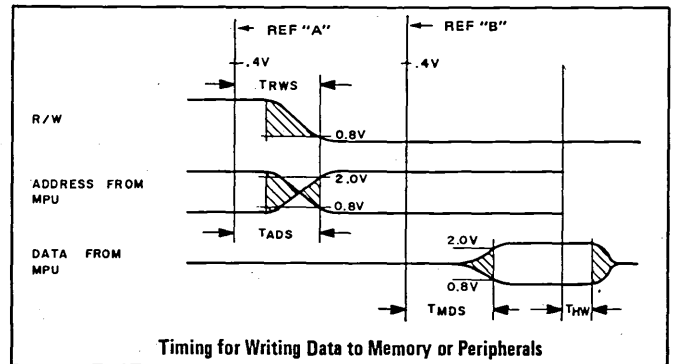 REF "A"
REF "B"
.4V
.4V
TRWS
R/W
0.8V
ADDRESS FROM
MPU
2.0V
0.8V
TADS
DATA FROM
MPU
2.0V
0.8V
TMDS
THW
Timing for Writing Data to Memory or Peripherals